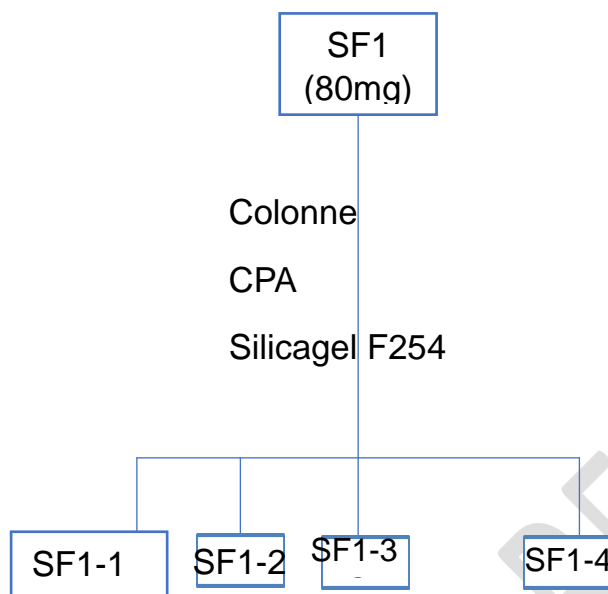 SF1
(80mg)
Colonne
CPA
Silicagel F254
SF1-1
SF1-2
SF1-3
SF1-4